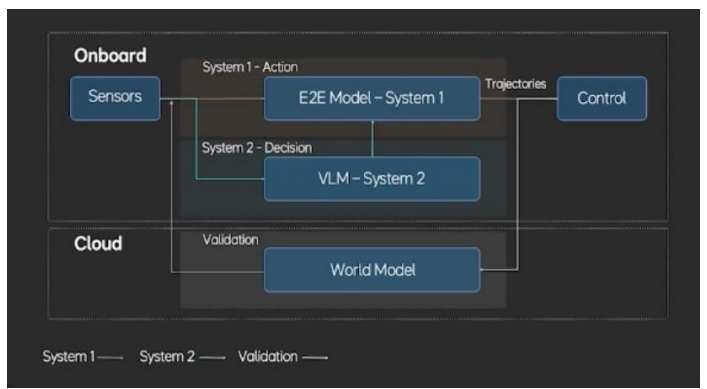 Onboard
System 1 - Action
Sensors
E2E Model – System 1
Trajectories
Control
System 2 - Decision
VLM – System 2
Cloud
Validation
World Model
System 1
System 2
Validation